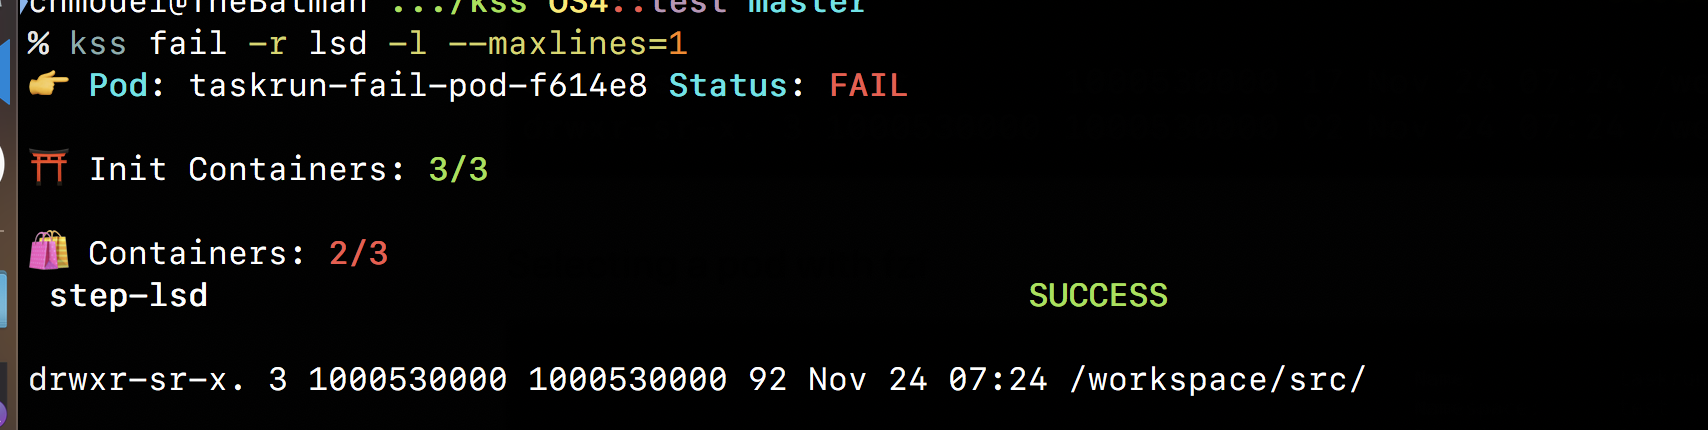 chmouel@TheBatman .../kss OS4::test master
% kss fail -r lsd -l --maxlines=1
👉 Pod: taskrun-fail-pod-f614e8 Status: FAIL
⛩️ Init Containers: 3/3
🛍️ Containers: 2/3
step-lsd SUCCESS
drwxr-sr-x. 3 1000530000 1000530000 92 Nov 24 07:24 /workspace/src/